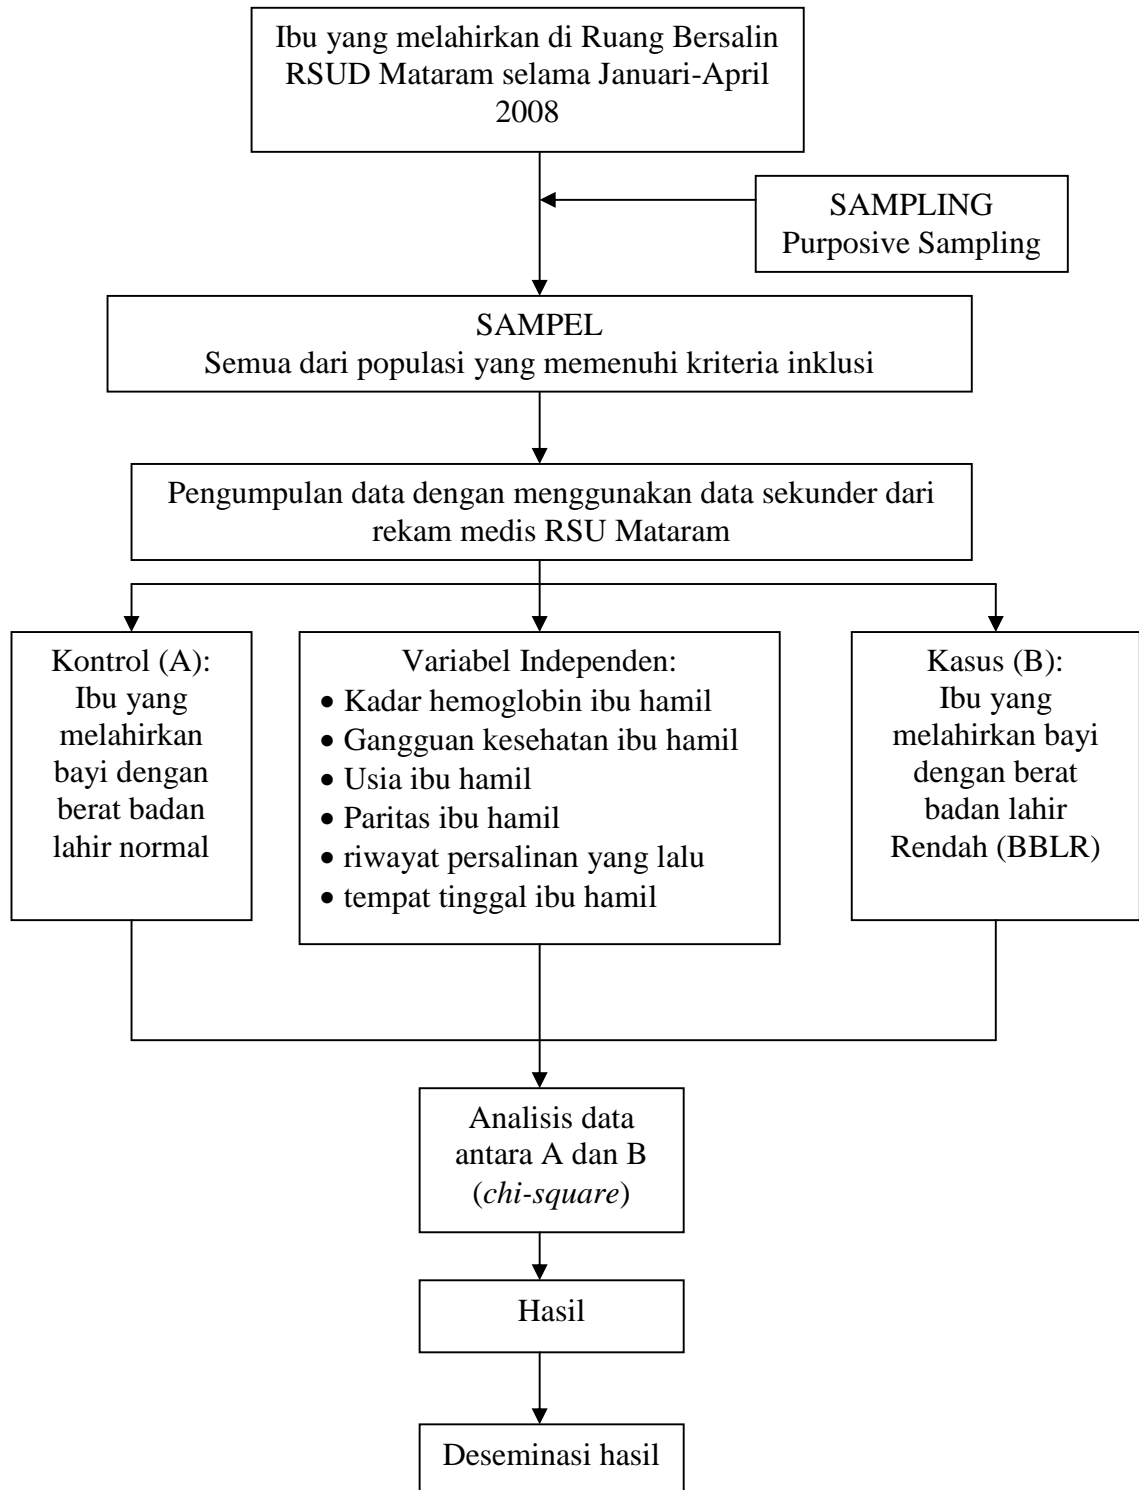 Ibu yang melahirkan di Ruang Bersalin
RSUD Mataram selama Januari-April
2008
SAMPLING
Purposive Sampling
SAMPEL
Semua dari populasi yang memenuhi kriteria inklusi
Pengumpulan data dengan menggunakan data sekunder dari
rekam medis RSU Mataram
Kontrol (A):
Ibu yang
melahirkan
bayi dengan
berat badan
lahir normal
Variabel Independen:
• Kadar hemoglobin ibu hamil
• Gangguan kesehatan ibu hamil
• Usia ibu hamil
• Paritas ibu hamil
• riwayat persalinan yang lalu
• tempat tinggal ibu hamil
Kasus (B):
Ibu yang
melahirkan bayi
dengan berat
badan lahir
Rendah (BBLR)
Analisis data
antara A dan B
(chi-square)
Hasil
Deseminasi hasil